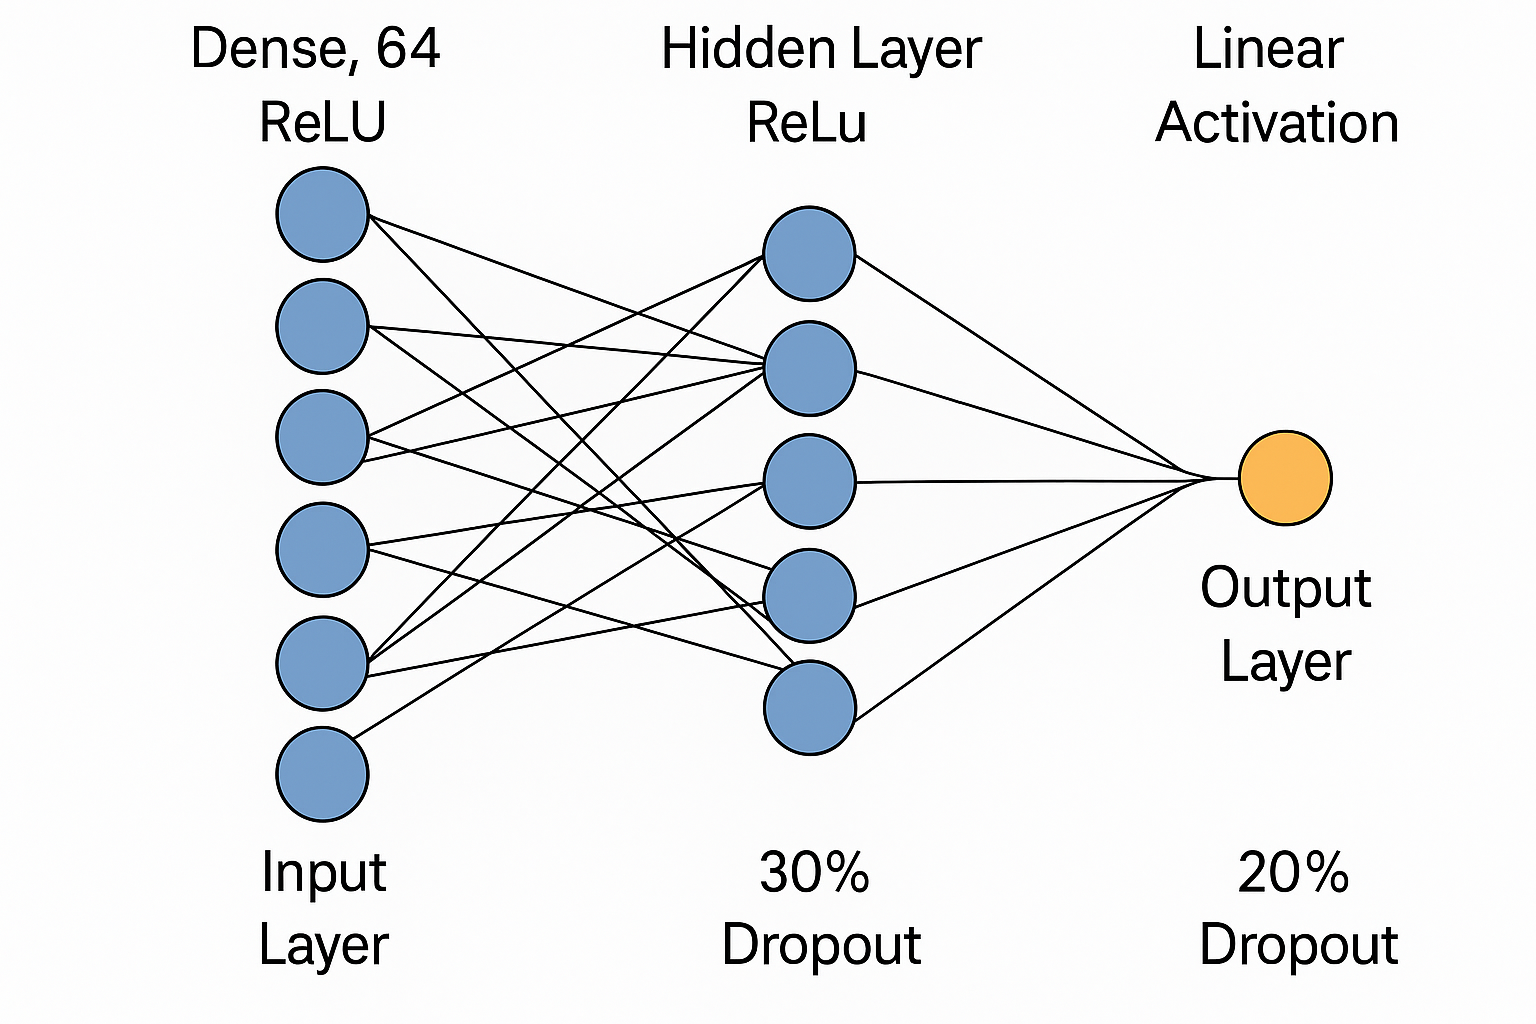 Dense, 64
ReLU
Hidden Layer
ReLu
Linear
Activation
Output
Layer
Input
Layer
30%
Dropout
20%
Dropout